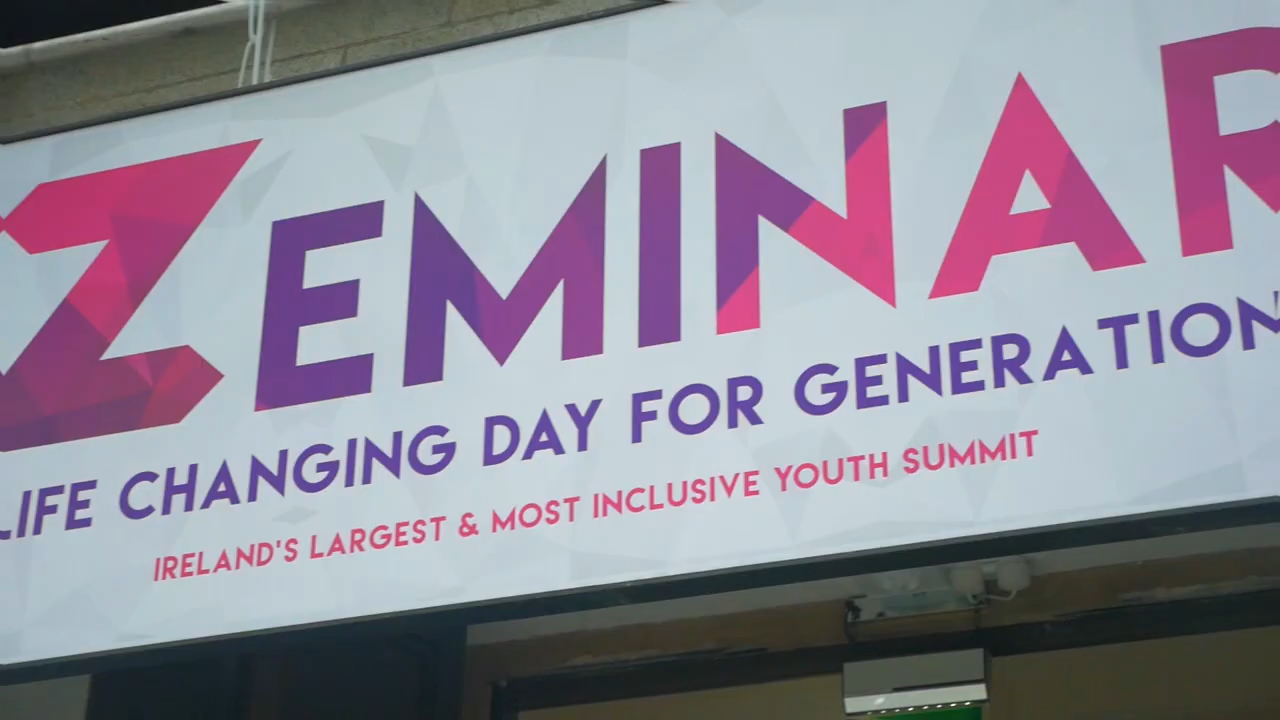 ZEMINAR
LIFE CHANGING DAY FOR GENERATION
IRELAND'S LARGEST & MOST INCLUSIVE YOUTH SUMMIT